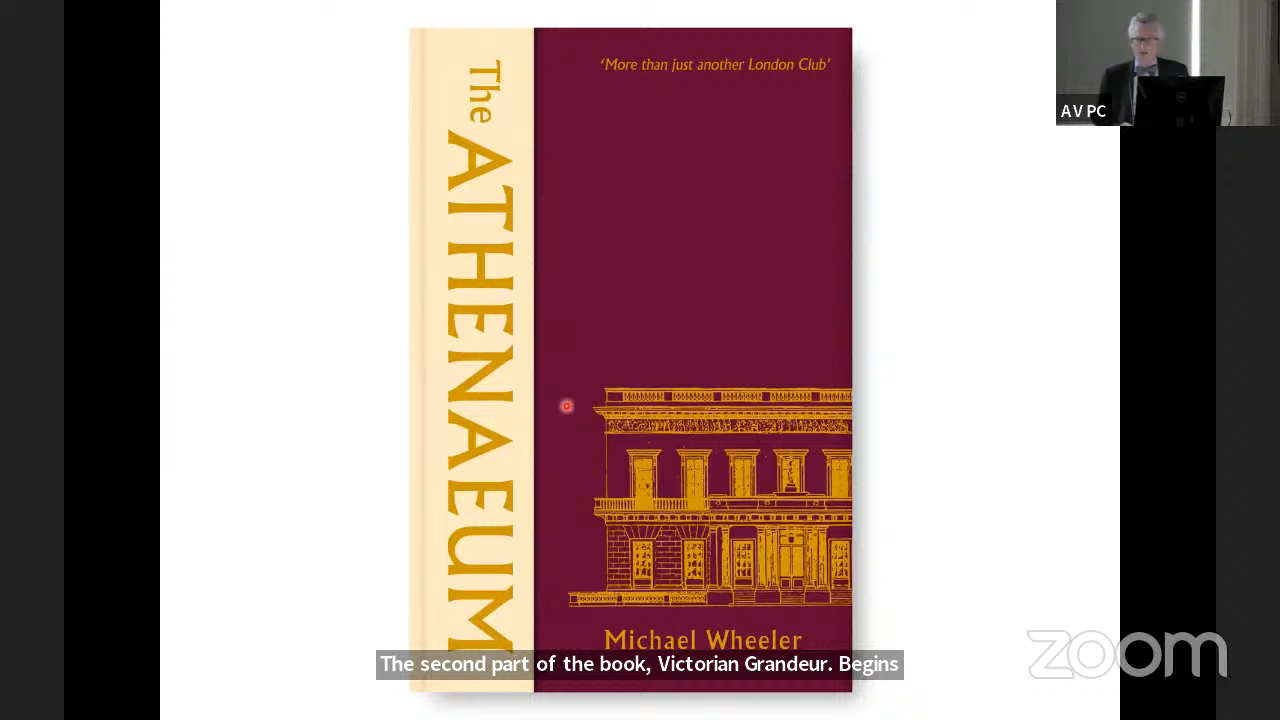 The ATHENAEUM
'More than just another London Club'
Michael Wheeler
The second part of the book, Victorian Grandeur. Begins
AV PC
zoom